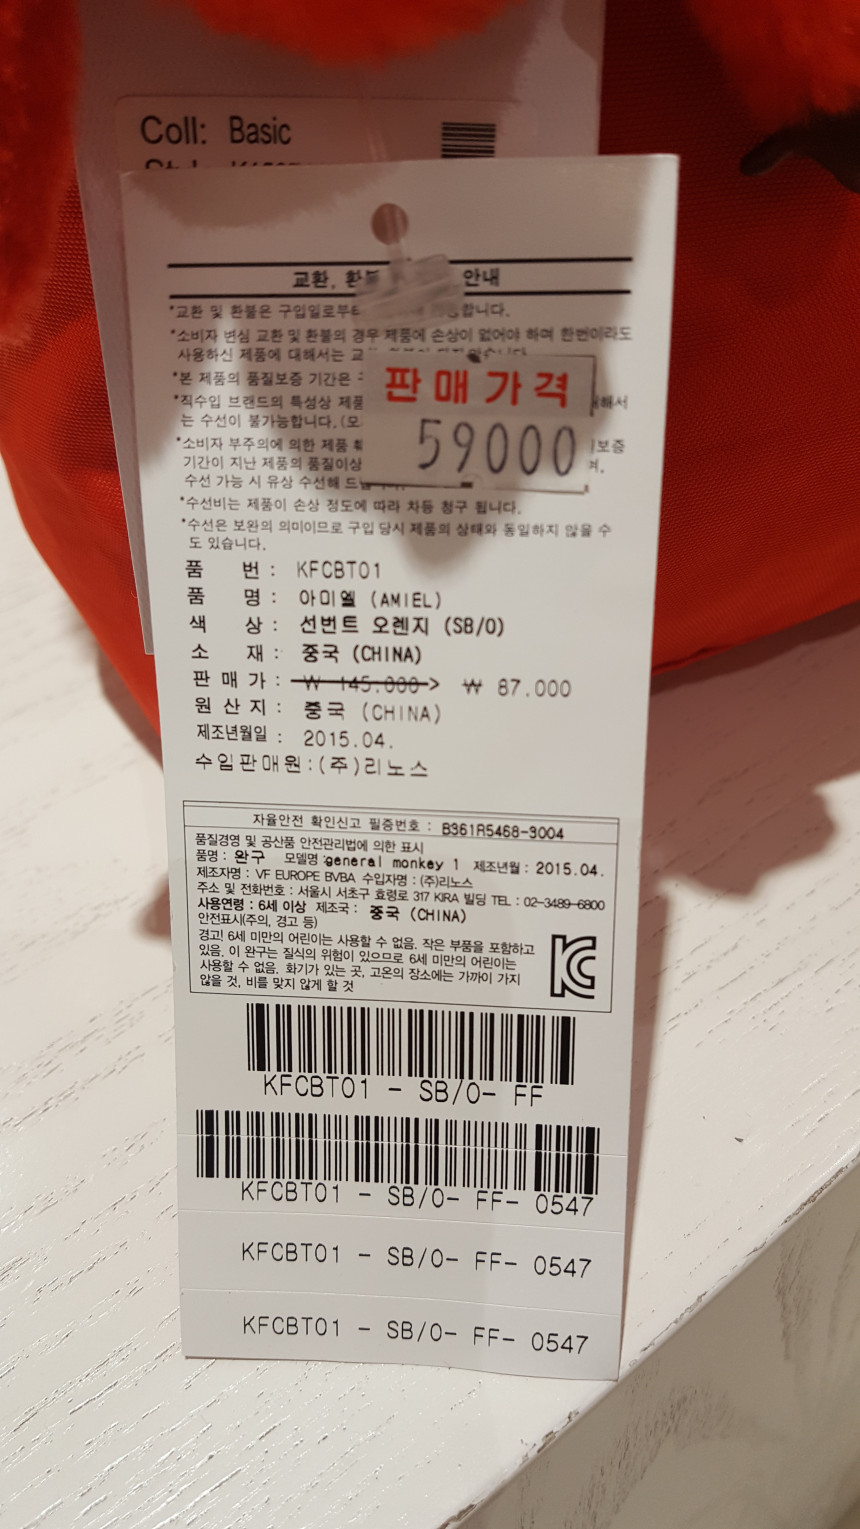 Coll: Basic
교환, 환불 안내
*교환 및 환불은 구입일로부터
*소비자 변심 교환 및 환불의 경우 제품에 손상이 없어야 하며 한번이라도
사용하신 제품에 대해서는
*본 제품의 품질보증 기간은
판매가격
*직수입 브랜드의 특성상 제품
는 수선이 불가능합니다.
59000
*소비자 부주의에 의한 제품
기간이 지난 제품의 품질이상
수선 가능 시 유상 수선해
*수선비는 제품이 손상 정도에 따라 차등 청구 됩니다.
*수선은 보완의 의미이므로 구입 당시 제품의 상태와 동일하지 않을 수
도 있습니다.
품 번 : KFCBT01
품 명 : 아미엘 (AMIEL)
색 상 : 선번트 오렌지 (SB/O)
소 재 : 중국 (CHINA)
판 매 가 : ₩ 145.000 > ₩ 87.000
원 산 지 : 중국 (CHINA)
제조년월일 : 2015.04.
수입판매원:(주)리노스
자율안전 확인신고 필증번호 : B361R5468-3004
품질경영 및 공산품 안전관리법에 의한 표시
품명 : 완구 모델명 :general monkey 1 제조년월 : 2015.04.
제조자명 : VF EUROPE BVBA 수입자명 : (주)리노스
주소 및 전화번호 : 서울시 서초구 효령로 317 KIRA 빌딩 TEL : 02-3489-6800
사용연령 : 6세 이상 제조국 : 중국 (CHINA)
안전표시(주의, 경고 등)
경고! 6세 미만의 어린이는 사용할 수 없음. 작은 부품을 포함하고
있음. 이 완구는 질식의 위험이 있으므로 6세 미만의 어린이는
사용할 수 없음. 화기가 있는 곳, 고온의 장소에는 가까이 가지
않을 것, 비를 맞지 않게 할 것
KC
KFCBT01 - SB/O- FF
KFCBT01 - SB/O- FF- 0547
KFCBT01 - SB/O- FF- 0547
KFCBT01 - SB/O- FF- 0547